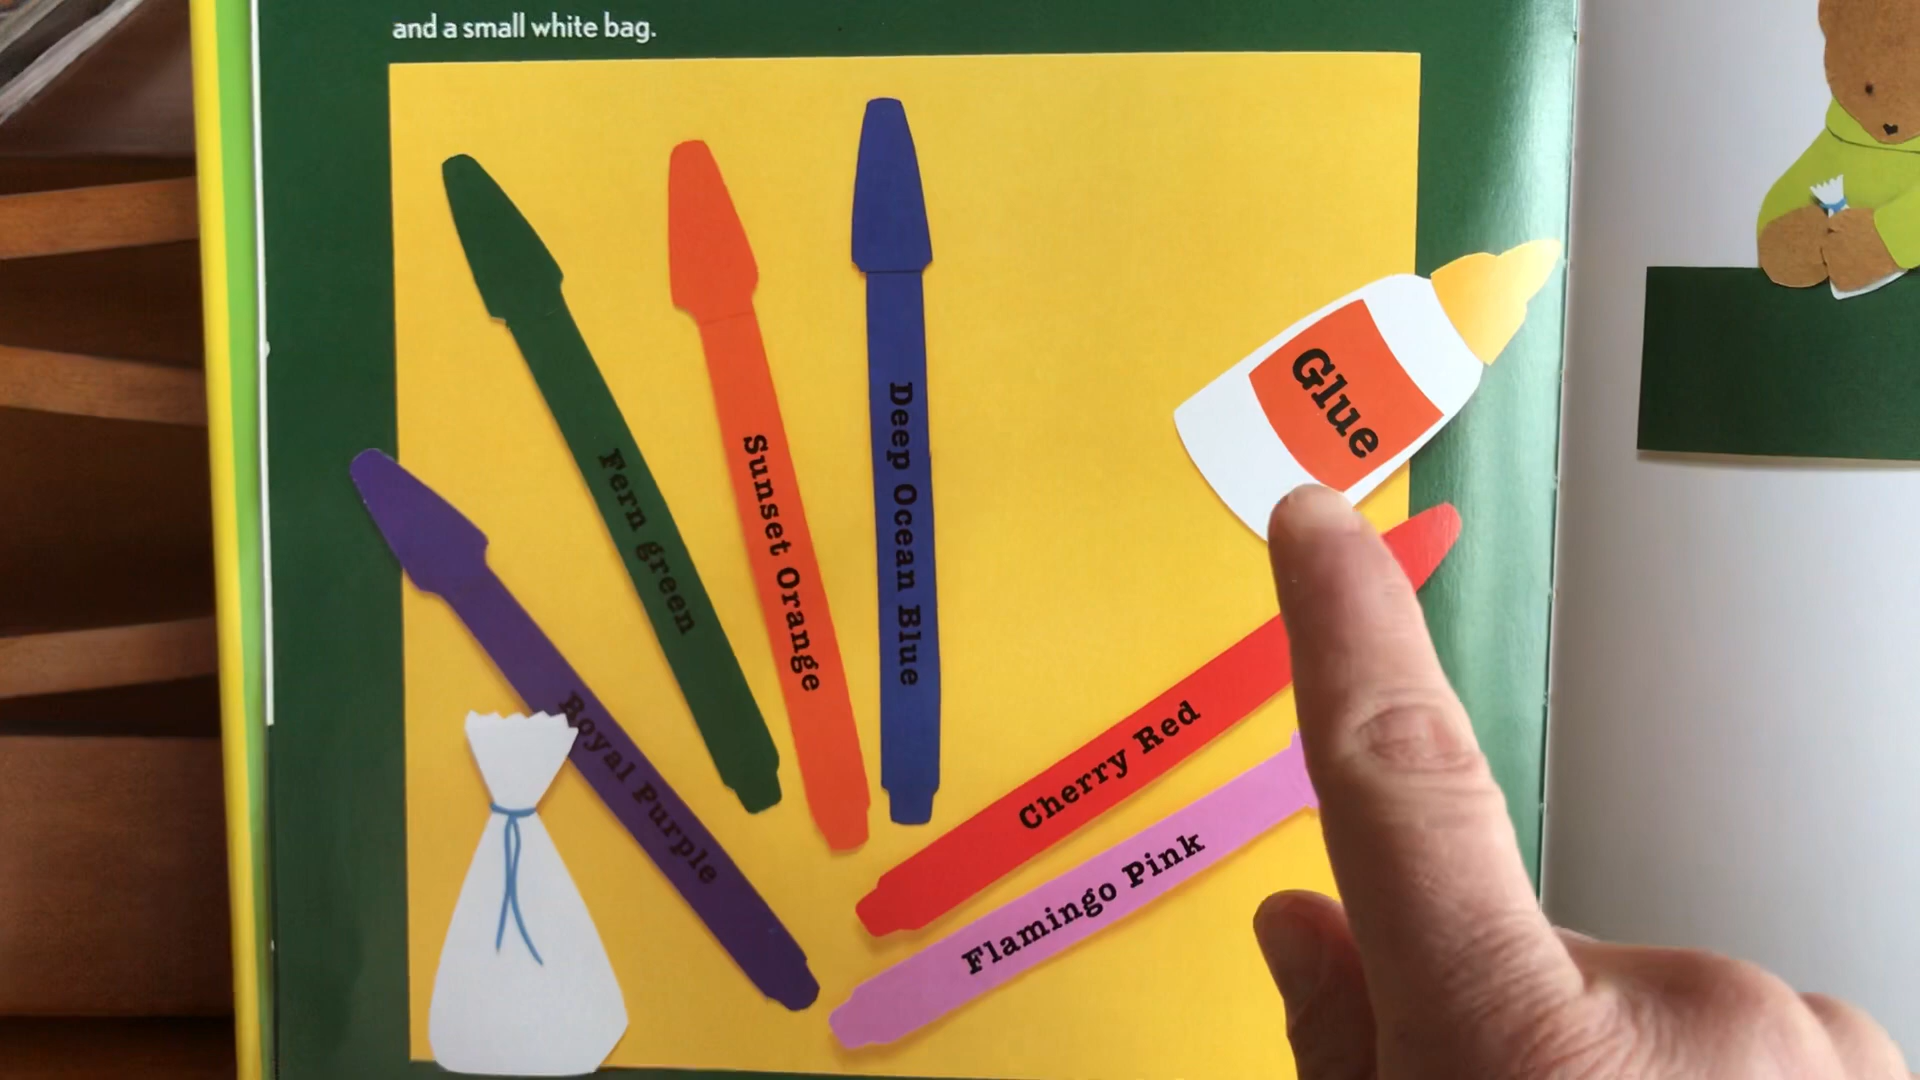 and a small white bag.
Fern green
Sunset Orange
Deep Ocean Blue
Glue
Royal Purple
Cherry Red
Flamingo Pink